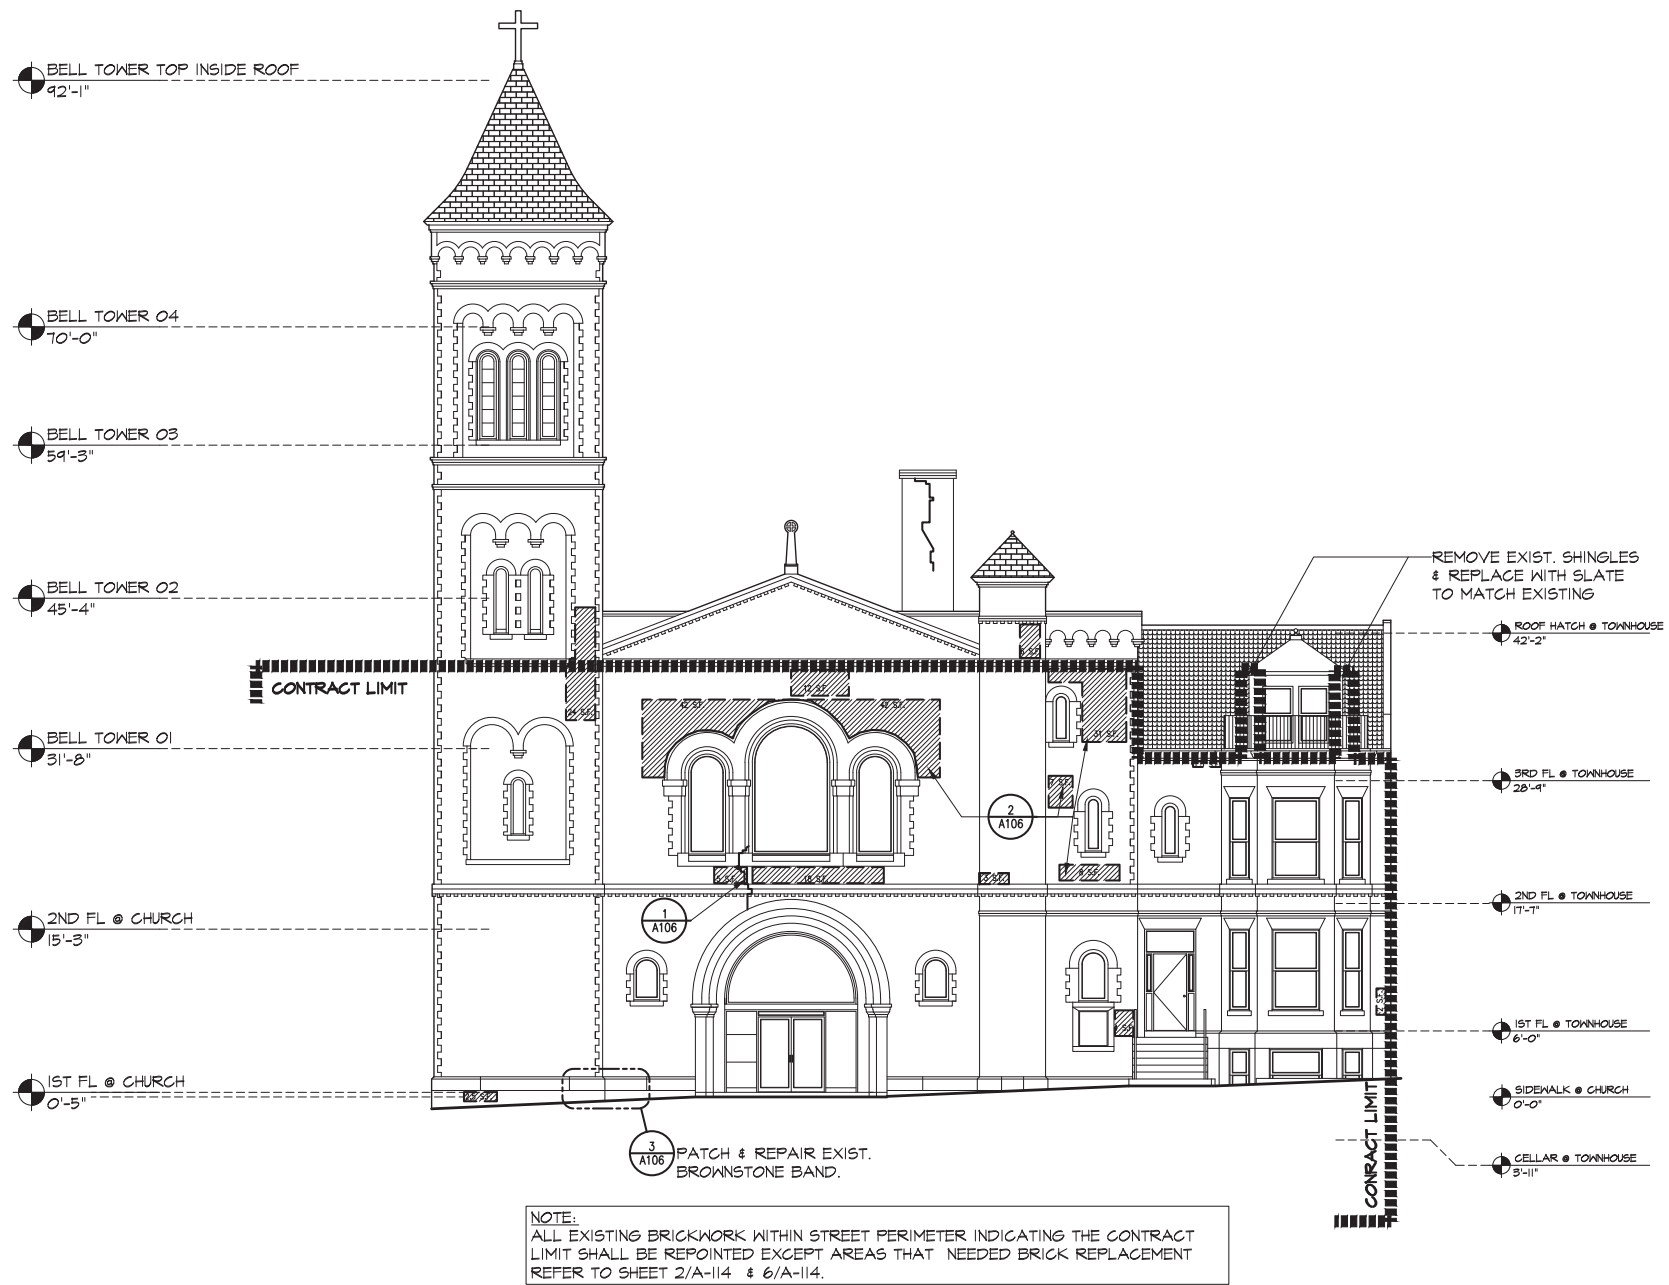 BELL TOWER TOP INSIDE ROOF
92'-1"
BELL TOWER 04
70'-0"
BELL TOWER 03
59'-3"
BELL TOWER 02
45'-4"
BELL TOWER 01
31'-8"
2ND FL @ CHURCH
15'-3"
1ST FL @ CHURCH
0'-5"
CONTRACT LIMIT
24 S.F.
12 S.F.
42 S.F.
42 S.F.
S.F.
31 S.F.
7 S.F.
8 S.F.
5 S.F.
18 S.F.
3 S.F.
S.F.
2 S.F.
2
A106
1
A106
3
A106
PATCH & REPAIR EXIST.
BROWNSTONE BAND.
REMOVE EXIST. SHINGLES
& REPLACE WITH SLATE
TO MATCH EXISTING
ROOF HATCH @ TOWNHOUSE
42'-2"
3RD FL @ TOWNHOUSE
28'-9"
2ND FL @ TOWNHOUSE
17'-7"
1ST FL @ TOWNHOUSE
6'-0"
SIDEWALK @ CHURCH
0'-0"
CELLAR @ TOWNHOUSE
3'-11"
CONRACT LIMIT
NOTE:
ALL EXISTING BRICKWORK WITHIN STREET PERIMETER INDICATING THE CONTRACT
LIMIT SHALL BE REPOINTED EXCEPT AREAS THAT NEEDED BRICK REPLACEMENT
REFER TO SHEET 2/A-114 & 6/A-114.